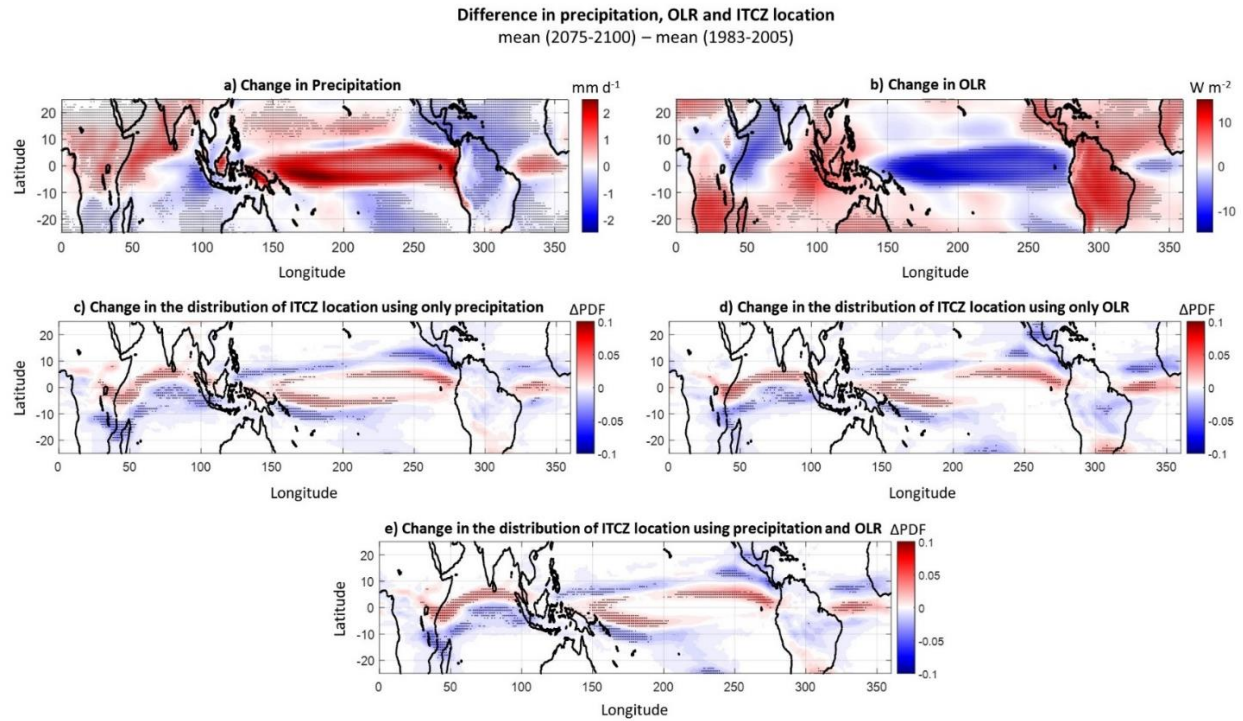 Difference in precipitation, OLR and ITCZ location
mean (2075-2100) – mean (1983-2005)
a) Change in Precipitation
mm d⁻¹
Latitude
20
10
0
-10
-20
0 50 100 150 200 250 300 350
Longitude
2
1
0
-1
-2
b) Change in OLR
W m⁻²
Latitude
20
10
0
-10
-20
0 50 100 150 200 250 300 350
Longitude
10
0
-10
c) Change in the distribution of ITCZ location using only precipitation
ΔPDF
Latitude
20
10
0
-10
-20
0 50 100 150 200 250 300 350
Longitude
0.1
0.05
0
-0.05
-0.1
d) Change in the distribution of ITCZ location using only OLR
ΔPDF
Latitude
20
10
0
-10
-20
0 50 100 150 200 250 300 350
Longitude
0.1
0.05
0
-0.05
-0.1
e) Change in the distribution of ITCZ location using precipitation and OLR
ΔPDF
Latitude
20
10
0
-10
-20
0 50 100 150 200 250 300 350
Longitude
0.1
0.05
0
-0.05
-0.1